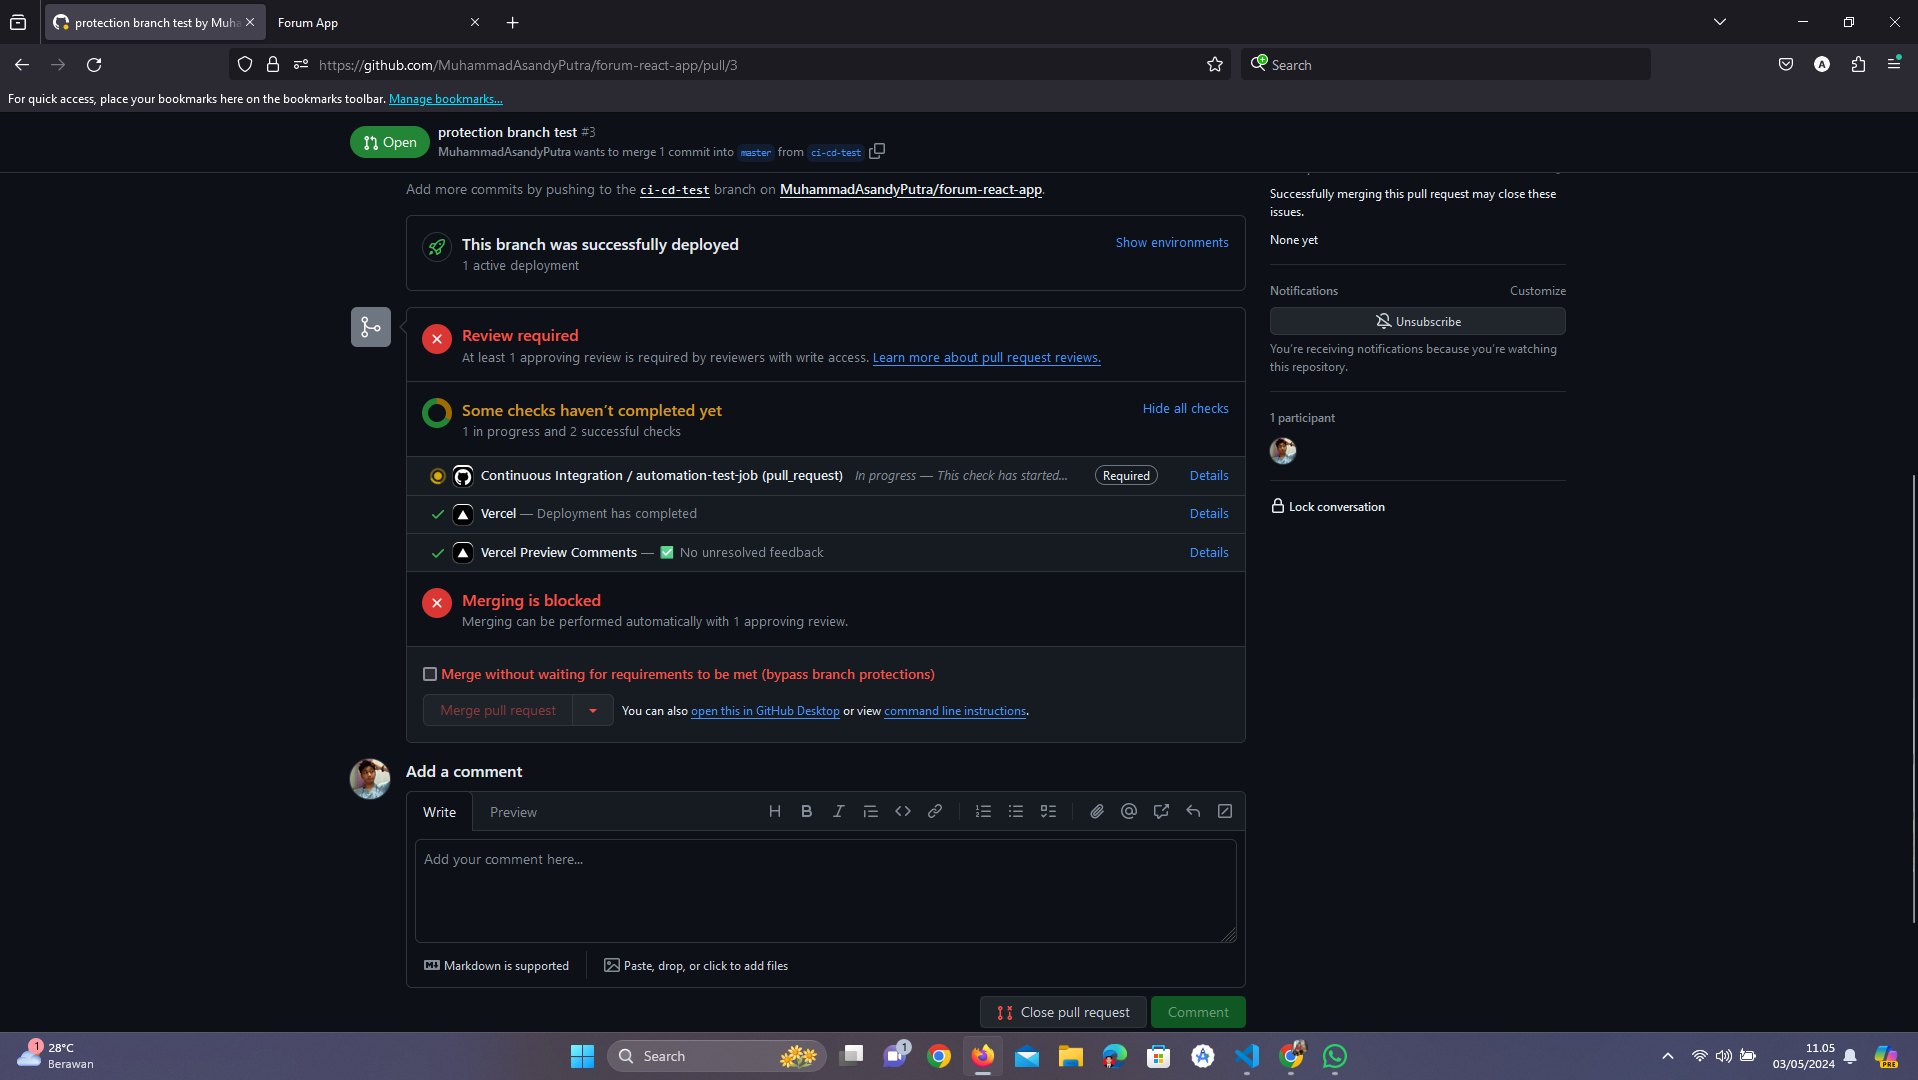 protection branch test by Muha
Forum App
https://github.com/MuhammadAsandyPutra/forum-react-app/pull/3
Search
A
For quick access, place your bookmarks here on the bookmarks toolbar. Manage bookmarks...
Open
protection branch test #3
MuhammadAsandyPutra wants to merge 1 commit into master from ci-cd-test
Add more commits by pushing to the ci-cd-test branch on MuhammadAsandyPutra/forum-react-app.
This branch was successfully deployed
1 active deployment
Show environments
Review required
At least 1 approving review is required by reviewers with write access. Learn more about pull request reviews.
Some checks haven't completed yet
1 in progress and 2 successful checks
Hide all checks
Continuous Integration / automation-test-job (pull_request) In progress — This check has started... Required Details
Vercel — Deployment has completed Details
Vercel Preview Comments — ✅ No unresolved feedback Details
Merging is blocked
Merging can be performed automatically with 1 approving review.
Merge without waiting for requirements to be met (bypass branch protections)
Merge pull request
You can also open this in GitHub Desktop or view command line instructions.
Add a comment
Write
Preview
Add your comment here...
Markdown is supported
Paste, drop, or click to add files
Close pull request
Comment
Successfully merging this pull request may close these
issues.
None yet
Notifications
Customize
Unsubscribe
You're receiving notifications because you're watching
this repository.
1 participant
Lock conversation
1
28°C
Berawan
Search
1
11.05
03/05/2024
PRE